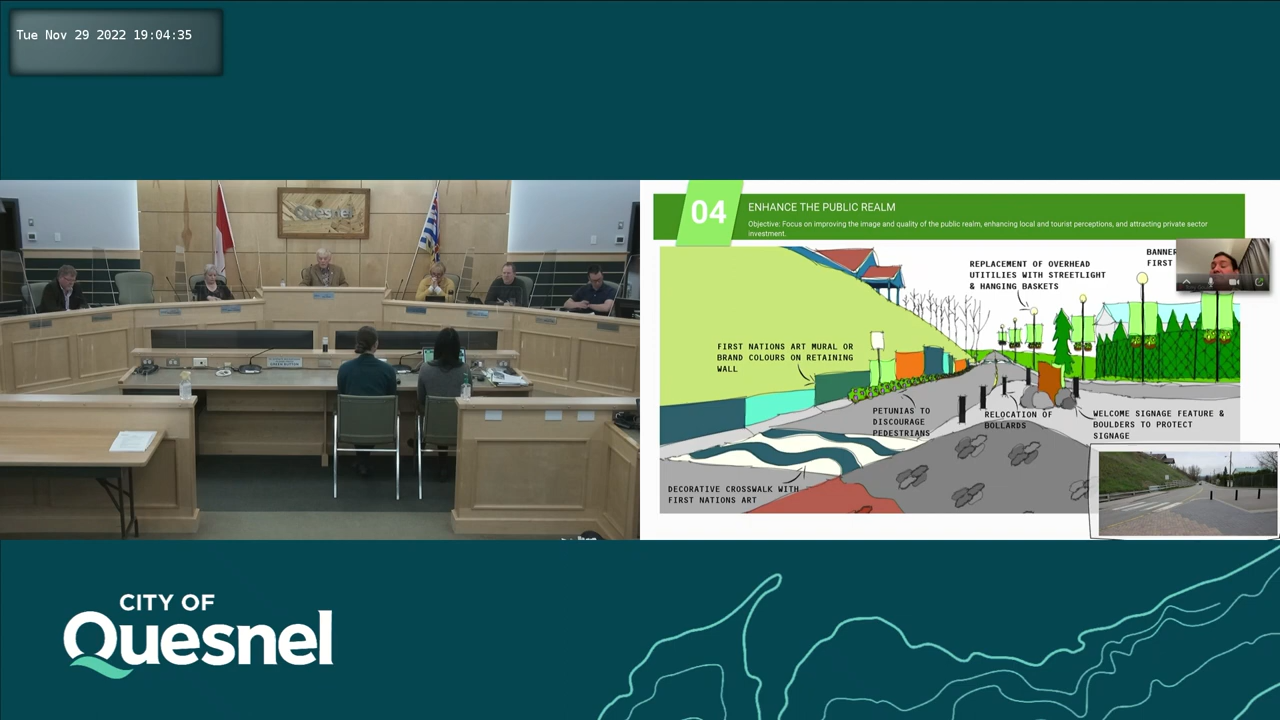 Tue Nov 29 2022 19:04:35
Quesnel
04
ENHANCE THE PUBLIC REALM
Objective: Focus on improving the image and quality of the public realm, enhancing local and tourist perceptions, and attracting private sector
investment.
BANNER
FIRST
REPLACEMENT OF OVERHEAD
UTITILIES WITH STREETLIGHT
& HANGING BASKETS
FIRST NATIONS ART MURAL OR
BRAND COLOURS ON RETAINING
WALL
PETUNIAS TO
DISCOURAGE
PEDESTRIANS
RELOCATION OF
BOLLARDS
WELCOME SIGNAGE FEATURE &
BOULDERS TO PROTECT
SIGNAGE
DECORATIVE CROSSWALK WITH
FIRST NATIONS ART
CITY OF
Quesnel